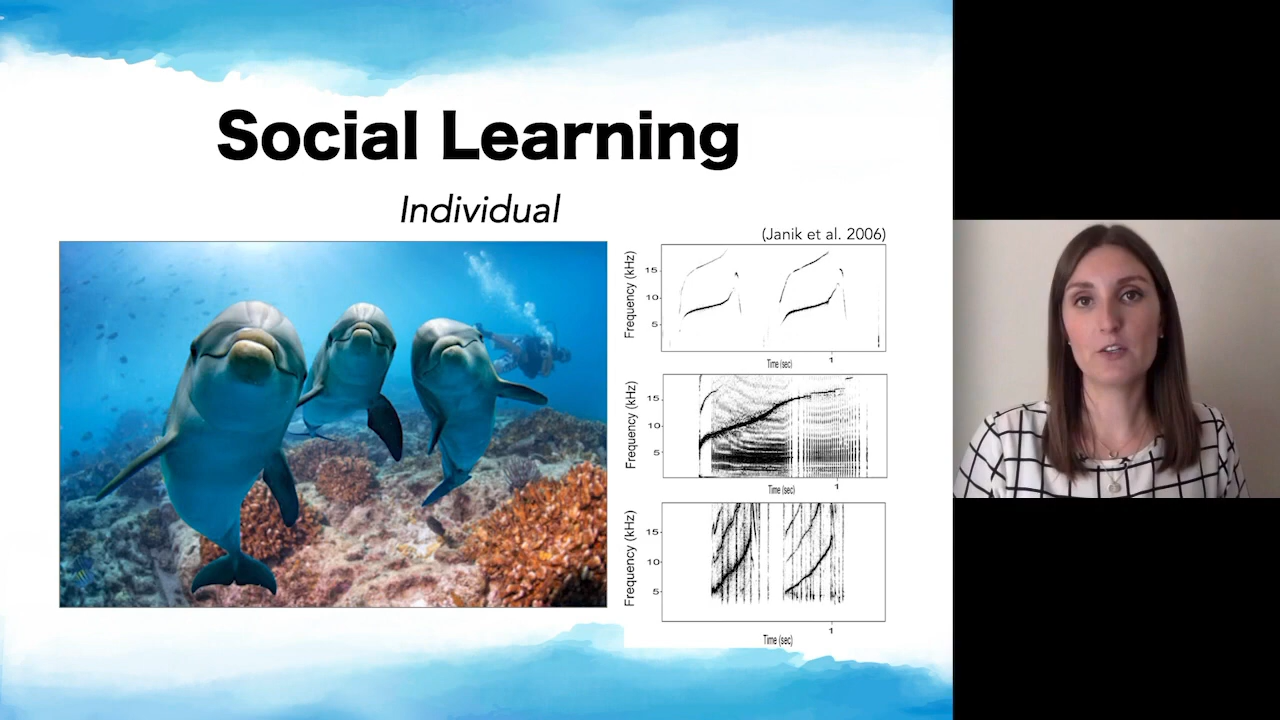 Social Learning
Individual
(Janik et al. 2006)
Frequency (kHz)
15
10
5
Time (sec)
1
Frequency (kHz)
15
10
5
Time (sec)
1
Frequency (kHz)
15
10
5
Time (sec)
1